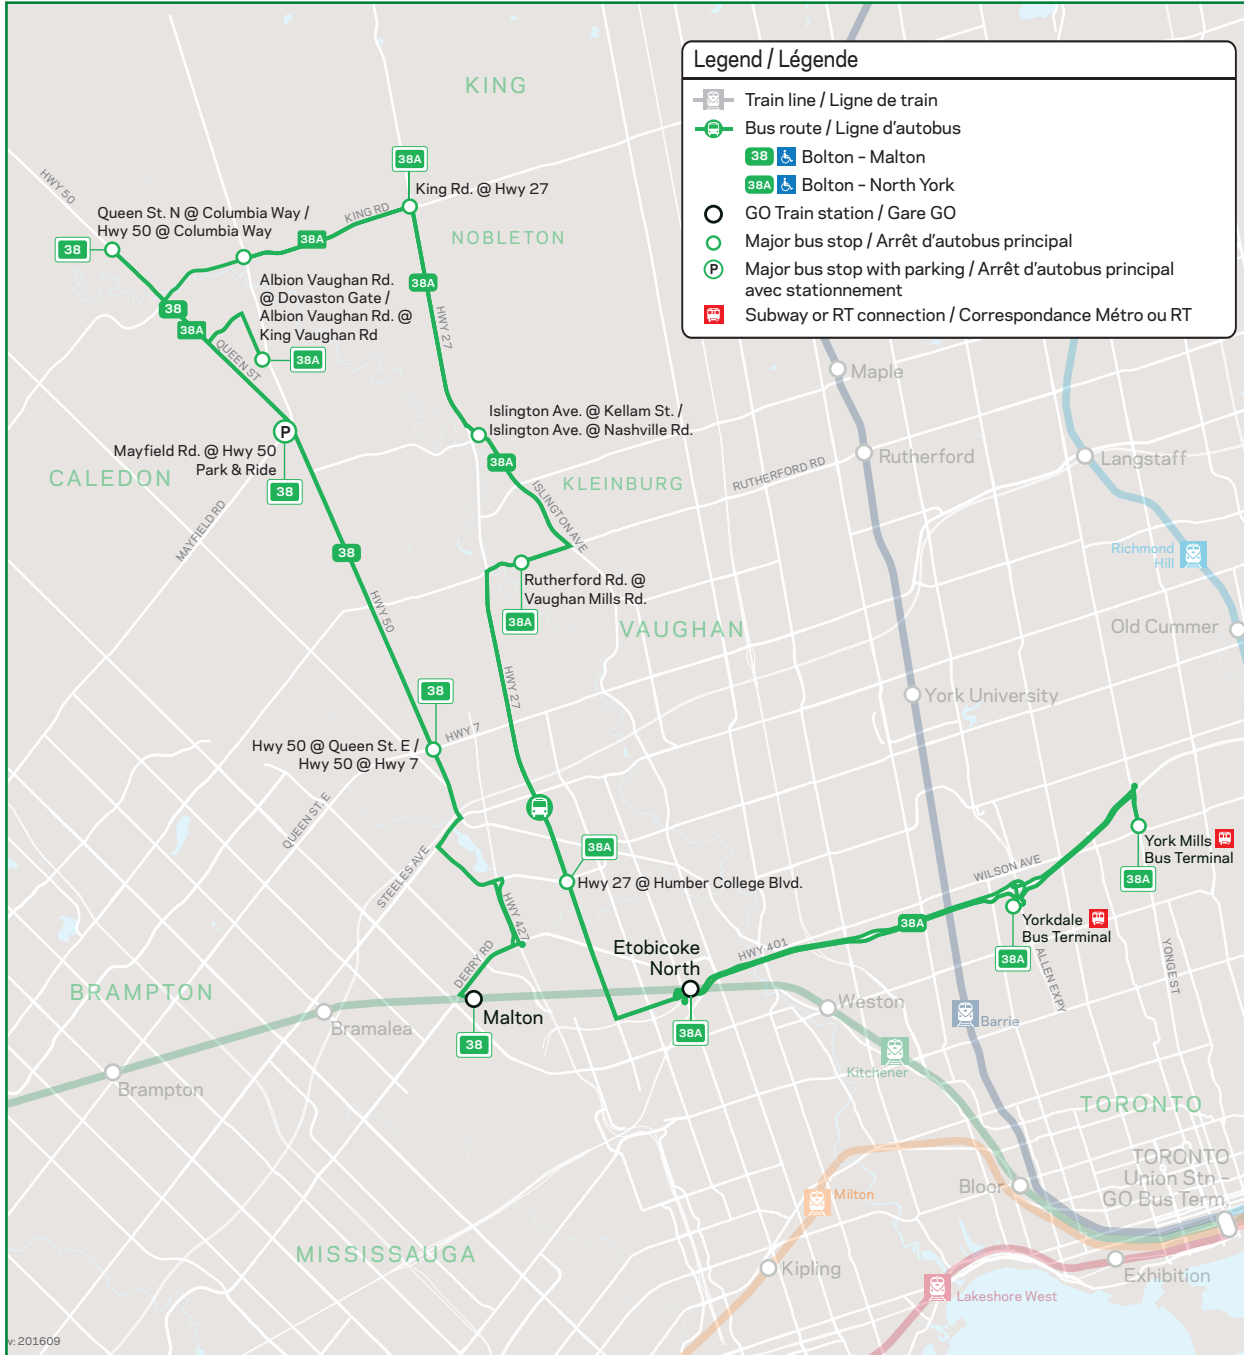 KING
Legend / Légende
Train line / Ligne de train
Bus route / Ligne d'autobus
38 Bolton - Malton
38A Bolton - North York
GO Train station / Gare GO
Major bus stop / Arrêt d'autobus principal
P Major bus stop with parking / Arrêt d'autobus principal
avec stationnement
Subway or RT connection / Correspondance Métro ou RT
38A
King Rd. @ Hwy 27
HWY 50
Queen St. N @ Columbia Way /
Hwy 50 @ Columbia Way
KING RD
38A
38
NOBLETON
Albion Vaughan Rd.
@ Dovaston Gate /
Albion Vaughan Rd. @
King Vaughan Rd
38A
38
38A
HWY 27
QUEEN ST
38A
Maple
Islington Ave. @ Kellam St. /
Islington Ave. @ Nashville Rd.
P
Mayfield Rd. @ Hwy 50
Park & Ride
38
CALEDON
38A
Rutherford
Langstaff
RUTHERFORD RD
KLEINBURG
ISLINGTON AVE
MAYFIELD RD
38
Richmond
Hill
Rutherford Rd. @
Vaughan Mills Rd.
38A
HWY 50
VAUGHAN
Old Cummer
HWY 27
38
York University
HWY 7
Hwy 50 @ Queen St. E /
Hwy 50 @ Hwy 7
QUEEN ST. E
STEELES AVE
38A
Hwy 27 @ Humber College Blvd.
York Mills
Bus Terminal
38A
WILSON AVE
HWY 427
38A
Yorkdale
Bus Terminal
38A
HWY 401
ALLEN EXPY
YONGE ST
DERRY RD
Etobicoke
North
38A
BRAMPTON
Malton
38
Bramalea
Weston
Barrie
Kitchener
Brampton
TORONTO
TORONTO
Union Stn -
GO Bus Term.
Bloor
Milton
MISSISSAUGA
Kipling
Exhibition
Lakeshore West
v: 201609